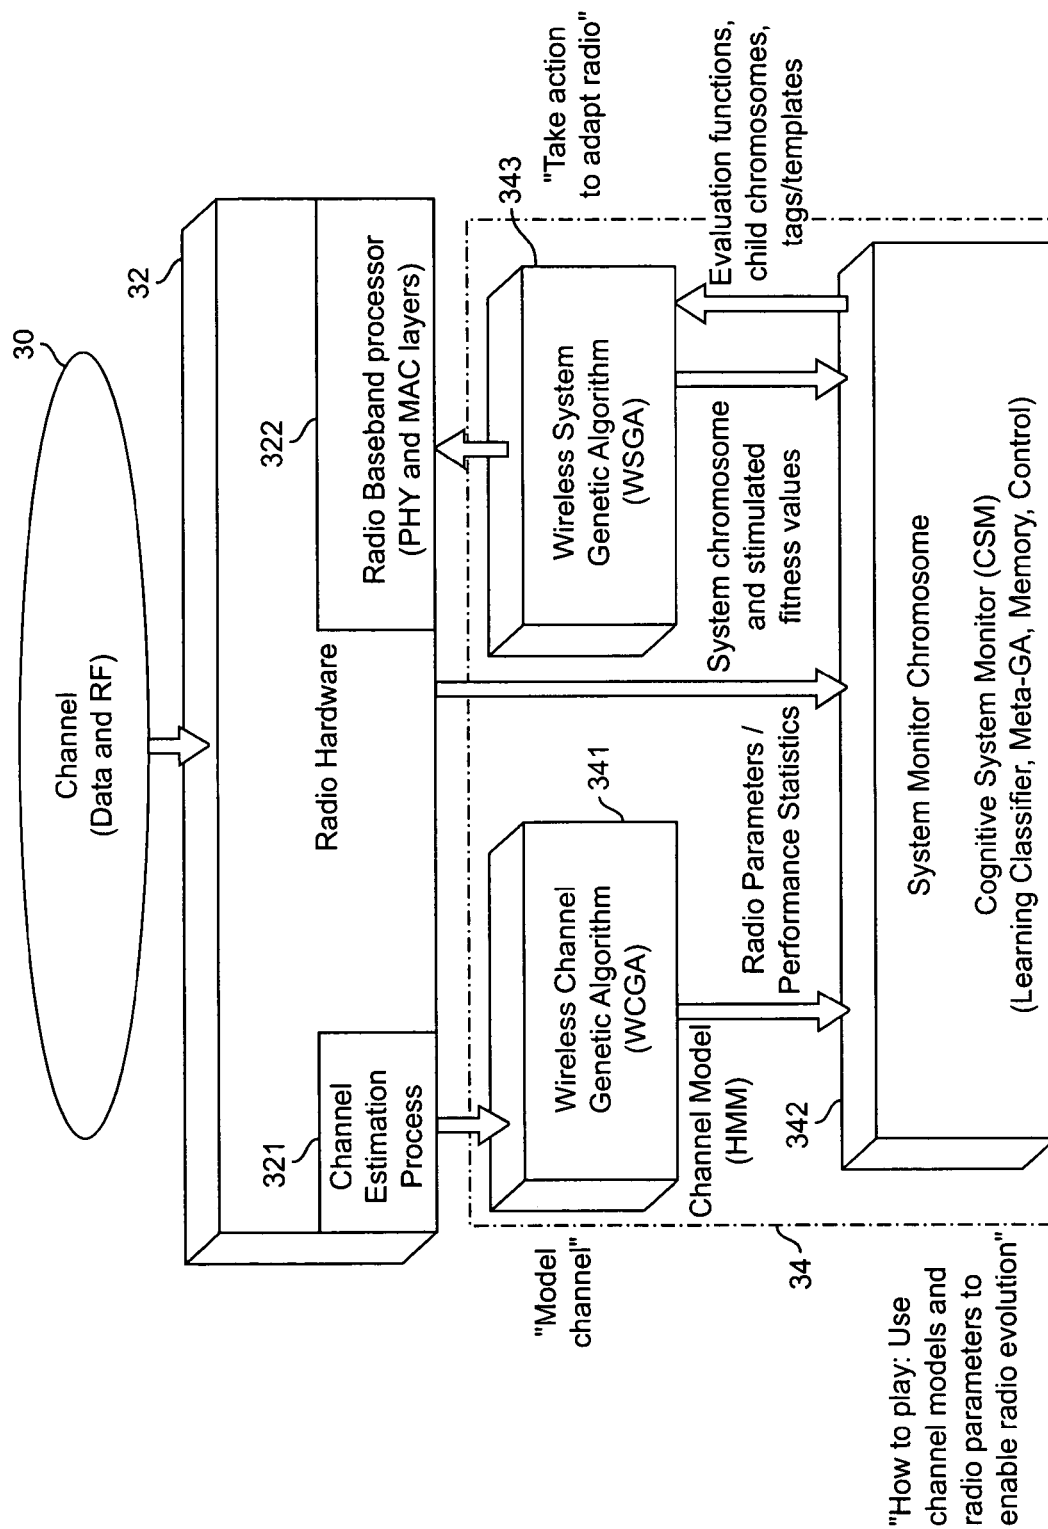 30
Channel
(Data and RF)
32
Radio Hardware
321
Channel
Estimation
Process
322
Radio Baseband processor
(PHY and MAC layers)
"Model
channel"
Wireless Channel
Genetic Algorithm
(WCGA)
341
Wireless System
Genetic Algorithm
(WSGA)
343
"Take action
to adapt radio"
Channel Model
(HMM)
Radio Parameters /
Performance Statistics
System chromosome
and stimulated
fitness values
Evaluation functions,
child chromosomes,
tags/templates
34
342
"How to play: Use
channel models and
radio parameters to
enable radio evolution"
System Monitor Chromosome
Cognitive System Monitor (CSM)
(Learning Classifier, Meta-GA, Memory, Control)